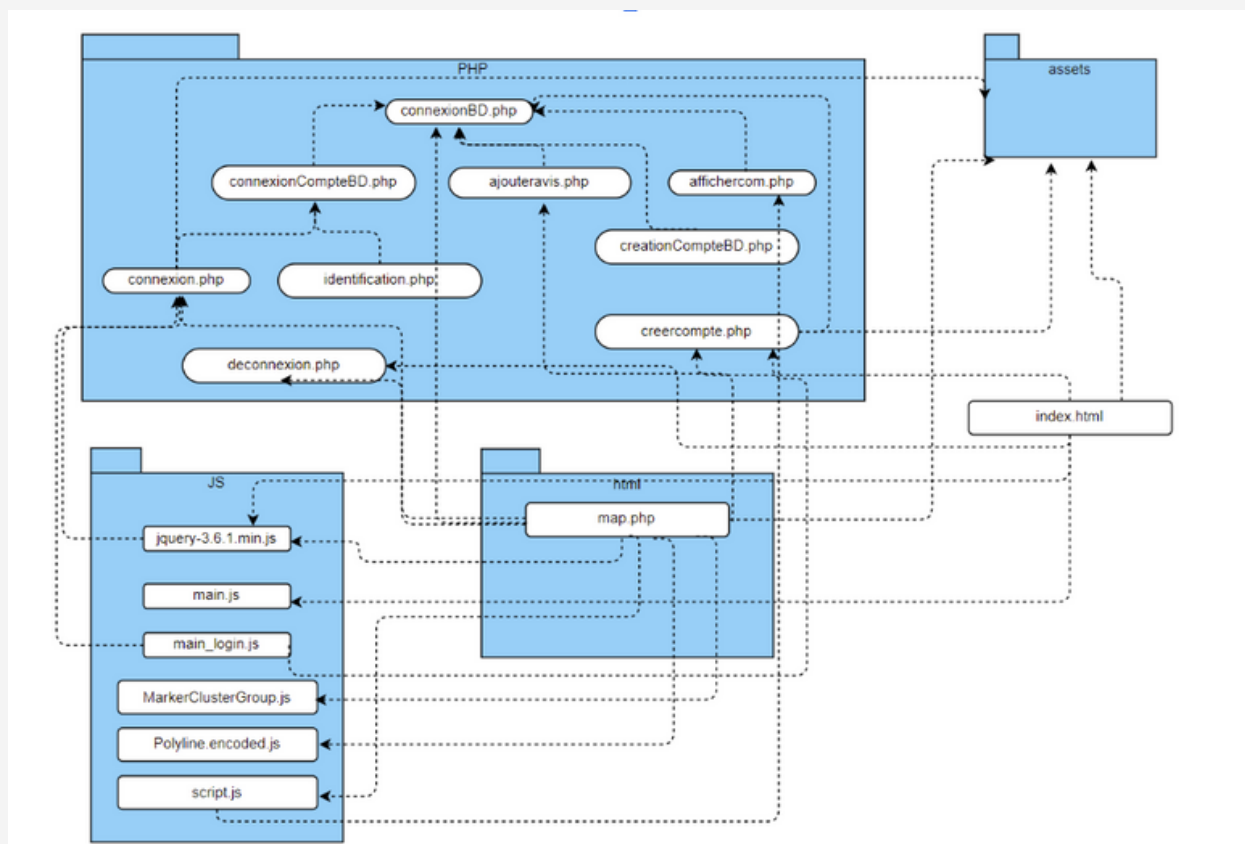 PHP
assets
connexionBD.php
connexionCompteBD.php
ajouteravis.php
affichercom.php
creationCompteBD.php
connexion.php
identification.php
creercompte.php
deconnexion.php
index.html
JS
html
map.php
jquery-3.6.1.min.js
main.js
main_login.js
MarkerClusterGroup.js
Polyline.encoded.js
script.js